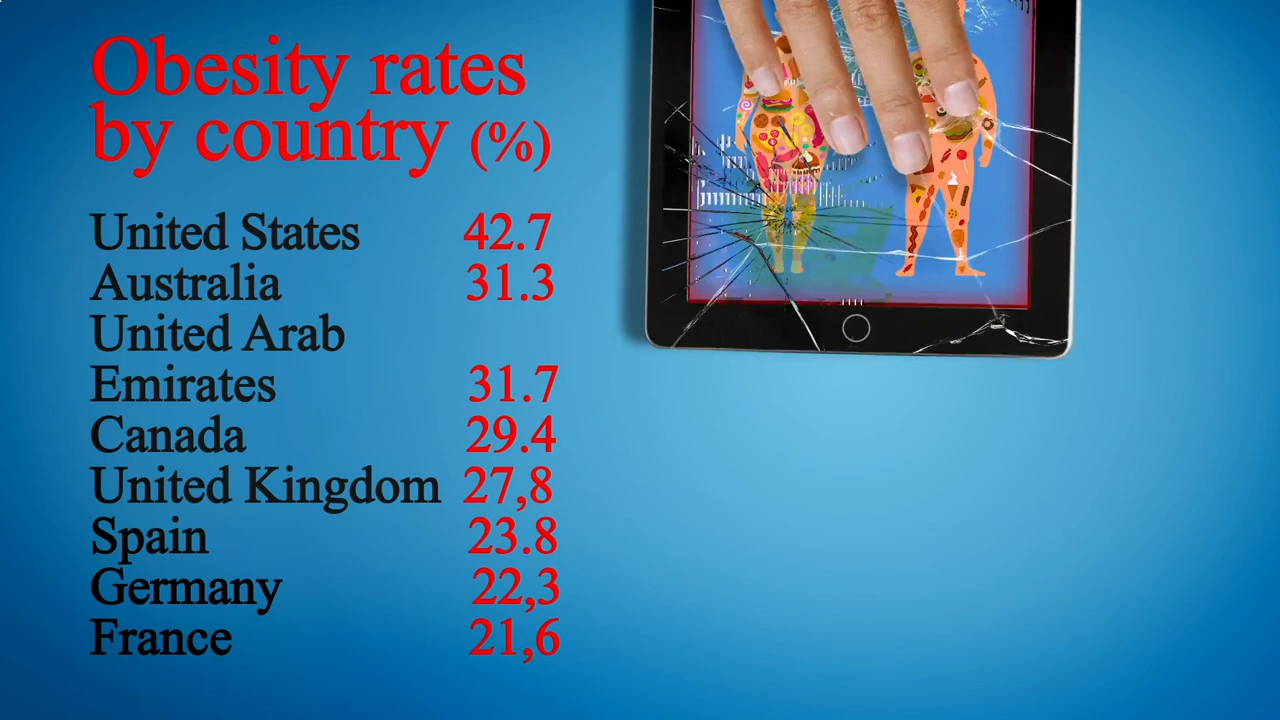 Obesity rates
by country (%)
United States 42.7
Australia 31.3
United Arab
Emirates 31.7
Canada 29.4
United Kingdom 27,8
Spain 23.8
Germany 22,3
France 21,6